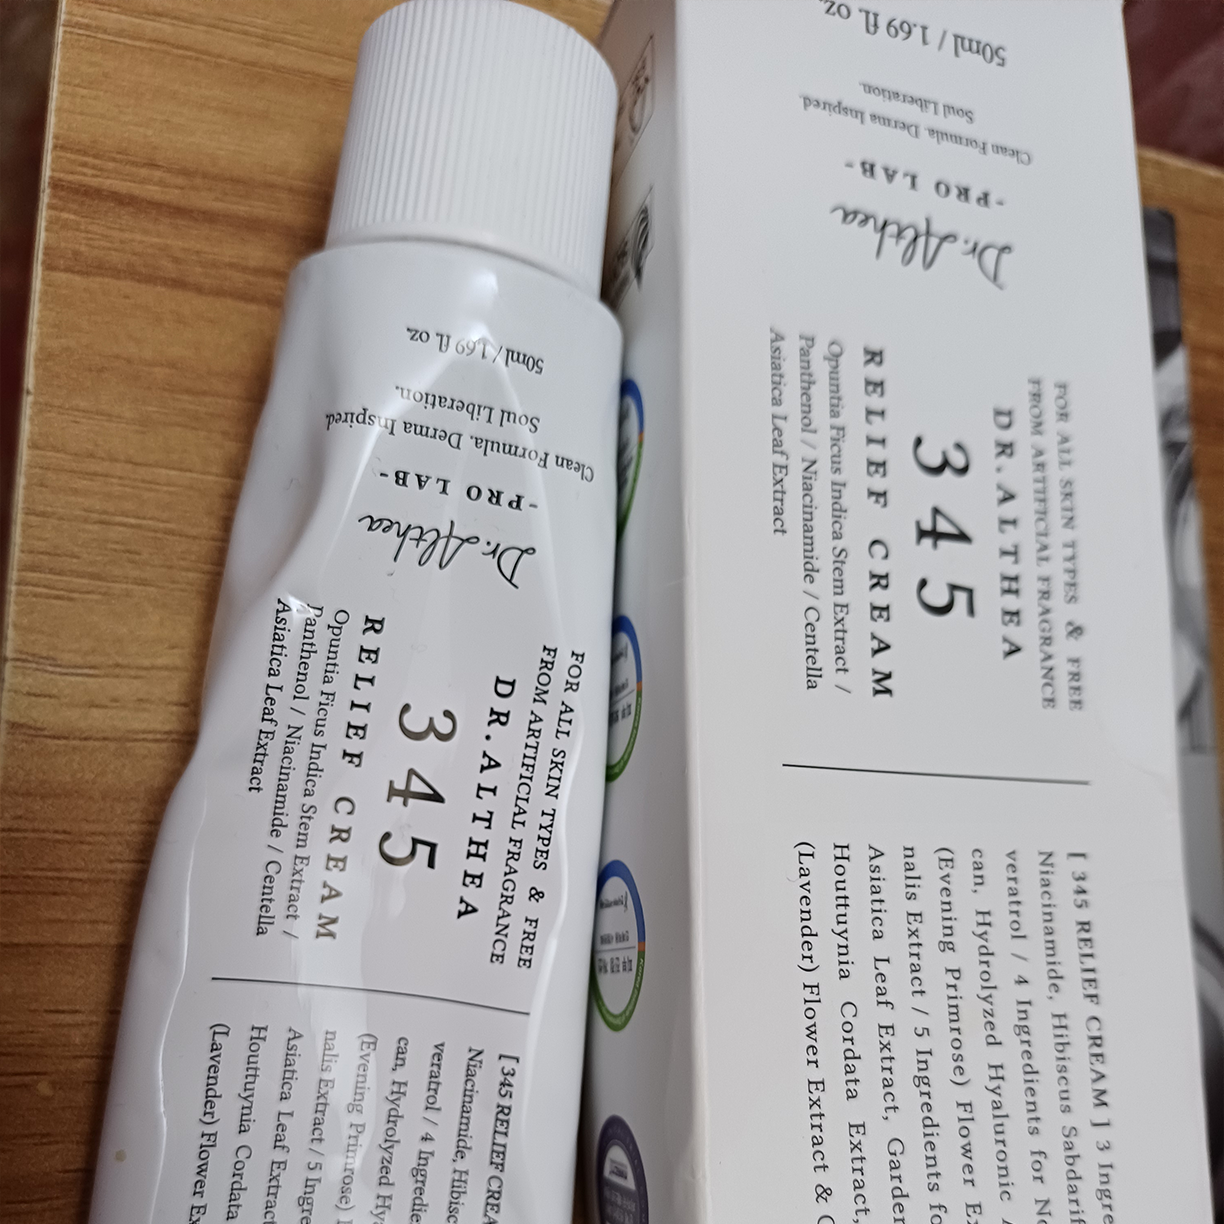 50ml / 1.69 fl. oz.
Clean Formula. Derma Inspired.
Soul Liberation.
-PRO LAB-
Dr.Althea
FOR ALL SKIN TYPES & FREE
FROM ARTIFICIAL FRAGRANCE
DR.ALTHEA
345
RELIEF CREAM
Opuntia Ficus Indica Stem Extract /
Panthenol / Niacinamide / Centella
Asiatica Leaf Extract
[ 345 RELIEF CREA
Niacinamide, Hibisc
veratrol / 4 Ingredie
can, Hydrolyzed Hy
(Evening Primrose)
nalis Extract / 5 Ingre
Asiatica Leaf Extract
Houttuynia Cordata
(Lavender) Flower Ex
50ml / 1.69 fl. oz
Clean Formula. Derma Inspired.
Soul Liberation.
-PRO LAB-
Dr.Althea
FOR ALL SKIN TYPES & FREE
FROM ARTIFICIAL FRAGRANCE
DR.ALTHEA
345
RELIEF CREAM
Opuntia Ficus Indica Stem Extract /
Panthenol / Niacinamide / Centella
Asiatica Leaf Extract
[ 345 RELIEF CREAM ] 3 Ingre
Niacinamide, Hibiscus Sabdarif
veratrol / 4 Ingredients for N
can, Hydrolyzed Hyaluronic A
(Evening Primrose) Flower Ex
nalis Extract / 5 Ingredients fo
Asiatica Leaf Extract, Garden
Houttuynia Cordata Extract,
(Lavender) Flower Extract &